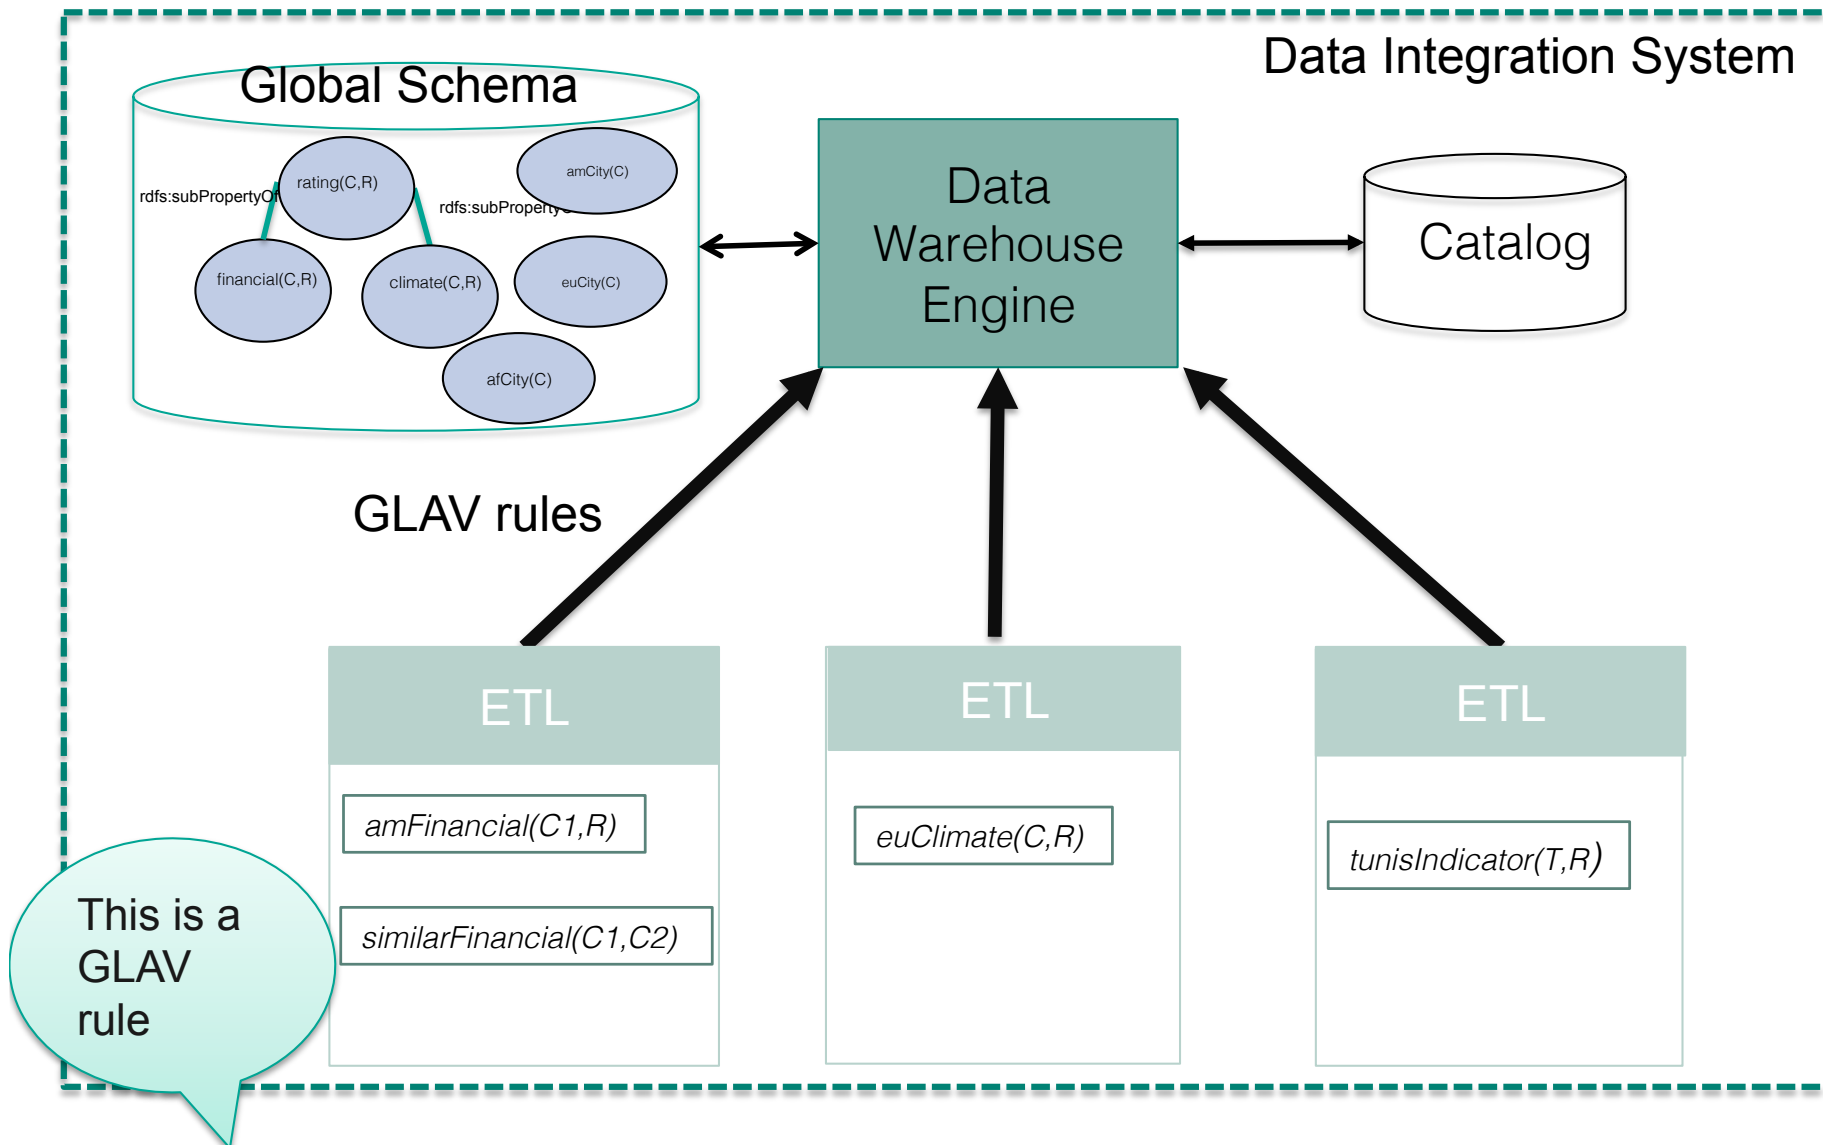 Data Integration System
Global Schema
rating(C,R)
amCity(C)
rdfs:subPropertyOf
rdfs:subProperty
financial(C,R)
climate(C,R)
euCity(C)
afCity(C)
Data
Warehouse
Engine
Catalog
GLAV rules
ETL
ETL
ETL
amFinancial(C1,R)
similarFinancial(C1,C2)
euClimate(C,R)
tunisIndicator(T,R)
This is a
GLAV
rule